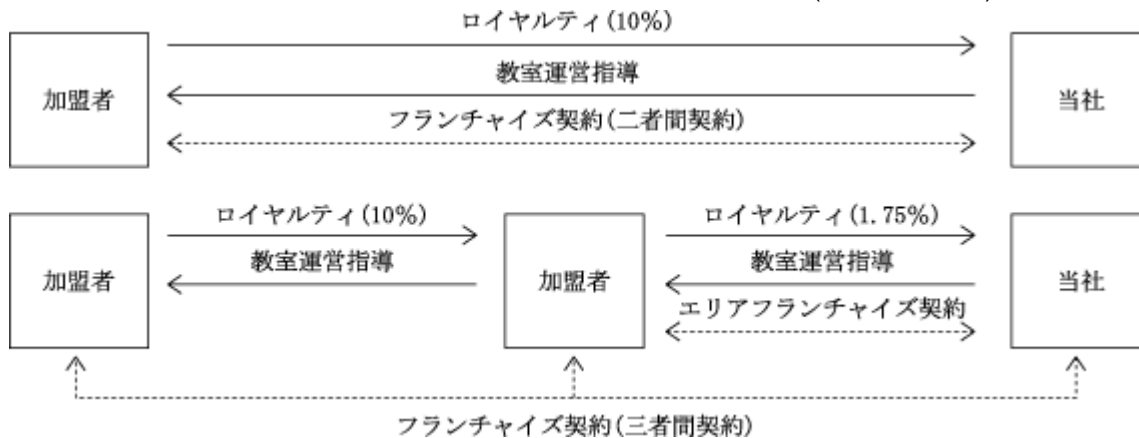 ロイヤルティ(10%)
教室運営指導
加盟者
当社
フランチャイズ契約(二者間契約)
ロイヤルティ(10%)
ロイヤルティ(1.75%)
教室運営指導
教室運営指導
加盟者
加盟者
当社
エリアフランチャイズ契約
フランチャイズ契約(三者間契約)